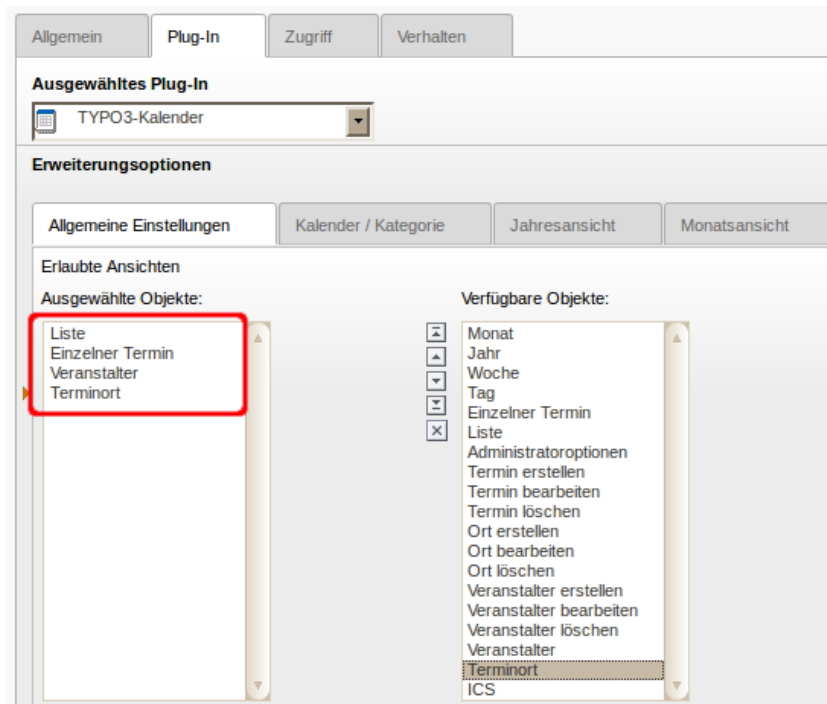 Allgemein Plug-In Zugriff Verhalten
Ausgewähltes Plug-In
TYPO3-Kalender
Erweiterungsoptionen
Allgemeine Einstellungen Kalender / Kategorie Jahresansicht Monatsansicht
Erlaubte Ansichten
Ausgewählte Objekte:
Liste
Einzelner Termin
Veranstalter
Terminort
Verfügbare Objekte:
Monat
Jahr
Woche
Tag
Einzelner Termin
Liste
Administratoroptionen
Termin erstellen
Termin bearbeiten
Termin löschen
Ort erstellen
Ort bearbeiten
Ort löschen
Veranstalter erstellen
Veranstalter bearbeiten
Veranstalter löschen
Veranstalter
Terminort
ICS